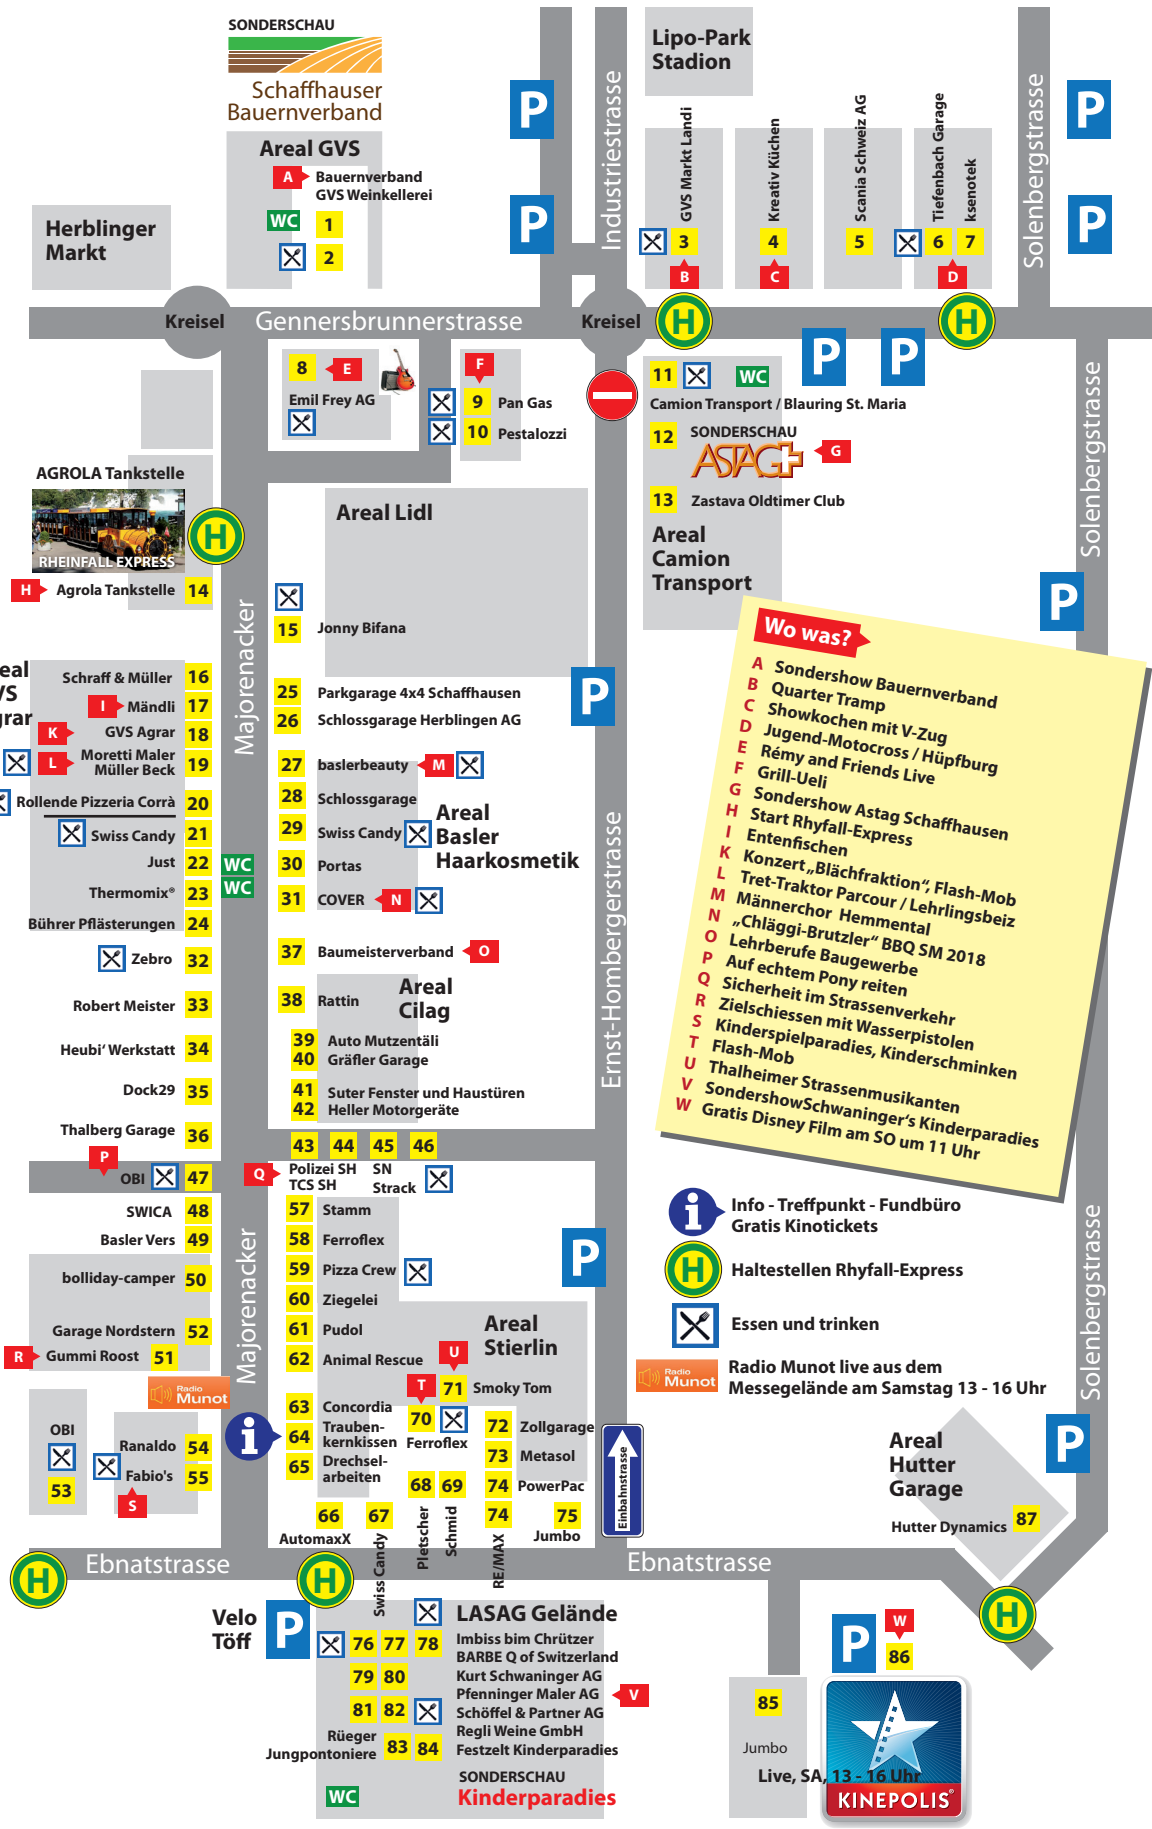 SONDERSCHAU
Schaffhauser
Bauernverband
Areal GVS
A
Bauernverband
GVS Weinkellerei
WC
1
2
Herblinger
Markt
P
P
Industriestrasse
Lipo-Park
Stadion
GVS Markt Landi
Kreativ Küchen
Scania Schweiz AG
Tiefenbach Garage
ksenotek
3
4
5
6
7
B
C
D
Solenbergstrasse
P
P
Kreisel
Gennersbrunnerstrasse
Kreisel
H
H
8
E
Emil Frey AG
F
9
Pan Gas
10
Pestalozzi
11
WC
P
P
Camion Transport / Blauring St. Maria
12
SONDERSCHAU
ASTAG
G
13
Zastava Oldtimer Club
Areal
Camion
Transport
Solenbergstrasse
P
AGROLA Tankstelle
RHEINFALL EXPRESS
H
H
Agrola Tankstelle
14
Areal Lidl
Majorenacker
15
Jonny Bifana
eal
VS
grar
Schraff & Müller
16
I
Mändli
17
K
GVS Agrar
18
L
Moretti Maler
Müller Beck
19
Rollende Pizzeria Corrà
20
Swiss Candy
21
Just
22
WC
Thermomix®
23
WC
Bührer Pflästerungen
24
Zebro
32
Robert Meister
33
Heubi‘ Werkstatt
34
Dock29
35
Thalberg Garage
36
P
OBI
47
SWICA
48
Basler Vers
49
bolliday-camper
50
Garage Nordstern
52
R
Gummi Roost
51
Radio
Munot
25
Parkgarage 4x4 Schaffhausen
P
26
Schlossgarage Herblingen AG
27
baslerbeauty
M
28
Schlossgarage
29
Swiss Candy
Areal
Basler
Haarkosmetik
30
Portas
31
COVER
N
37
Baumeisterverband
O
38
Rattin
Areal
Cilag
39
Auto Mutzentäli
40
Gräfler Garage
41
Suter Fenster und Haustüren
42
Heller Motorgeräte
Ernst-Hombergerstrasse
43
44
45
46
Q
Polizei SH
TCS SH
SN
Strack
57
Stamm
58
Ferroflex
59
Pizza Crew
60
Ziegelei
61
Pudol
62
Animal Rescue
Areal
Stierlin
P
Majorenacker
U
T
71
Smoky Tom
63
Concordia
70
Ferroflex
64
Trauben-
kernkissen
65
Drechsel-
arbeiten
72
Zollgarage
73
Metasol
68
69
74
PowerPac
66
AutomaxX
67
Swiss Candy
Pletscher
Schmid
74
RE/MAX
75
Jumbo
Einbahnstrasse
i
OBI
53
Ranaldo
54
Fabio's
55
S
Wo was?
A Sondershow Bauernverband
B Quarter Tramp
C Showkochen mit V-Zug
D Jugend-Motocross / Hüpfburg
E Rémy and Friends Live
F Grill-Ueli
G Sondershow Astag Schaffhausen
H Start Rhyfall-Express
I Entenfischen
K Konzert „Blächfraktion“, Flash-Mob
L Tret-Traktor Parcour / Lehrlingsbeiz
M Männerchor Hemmental
N „Chläggi-Brutzler“ BBQ SM 2018
O Lehrberufe Baugewerbe
P Auf echtem Pony reiten
Q Sicherheit im Strassenverkehr
R Zielschiessen mit Wasserpistolen
S Kinderspielparadies, Kinderschminken
T Flash-Mob
U Thalheimer Strassenmusikanten
V SondershowSchwaninger‘s Kinderparadies
W Gratis Disney Film am SO um 11 Uhr
i
Info - Treffpunkt - Fundbüro
Gratis Kinotickets
H
Haltestellen Rhyfall-Express
Essen und trinken
Radio
Munot
Radio Munot live aus dem
Messegelände am Samstag 13 - 16 Uhr
Solenbergstrasse
P
Areal
Hutter
Garage
Hutter Dynamics
87
H
Ebnatstrasse
H
Ebnatstrasse
H
Velo
Töff
P
LASAG Gelände
76
77
78
79
80
81
82
83
84
Imbiss bim Chrützer
BARBE Q of Switzerland
Kurt Schwaninger AG
Pfenninger Maler AG
Schöffel & Partner AG
Regli Weine GmbH
Festzelt Kinderparadies
V
Rüeger
Jungpontoniere
WC
SONDERSCHAU
Kinderparadies
P
W
86
85
Jumbo
Live, SA, 13 - 16 Uhr
KINEPOLIS®